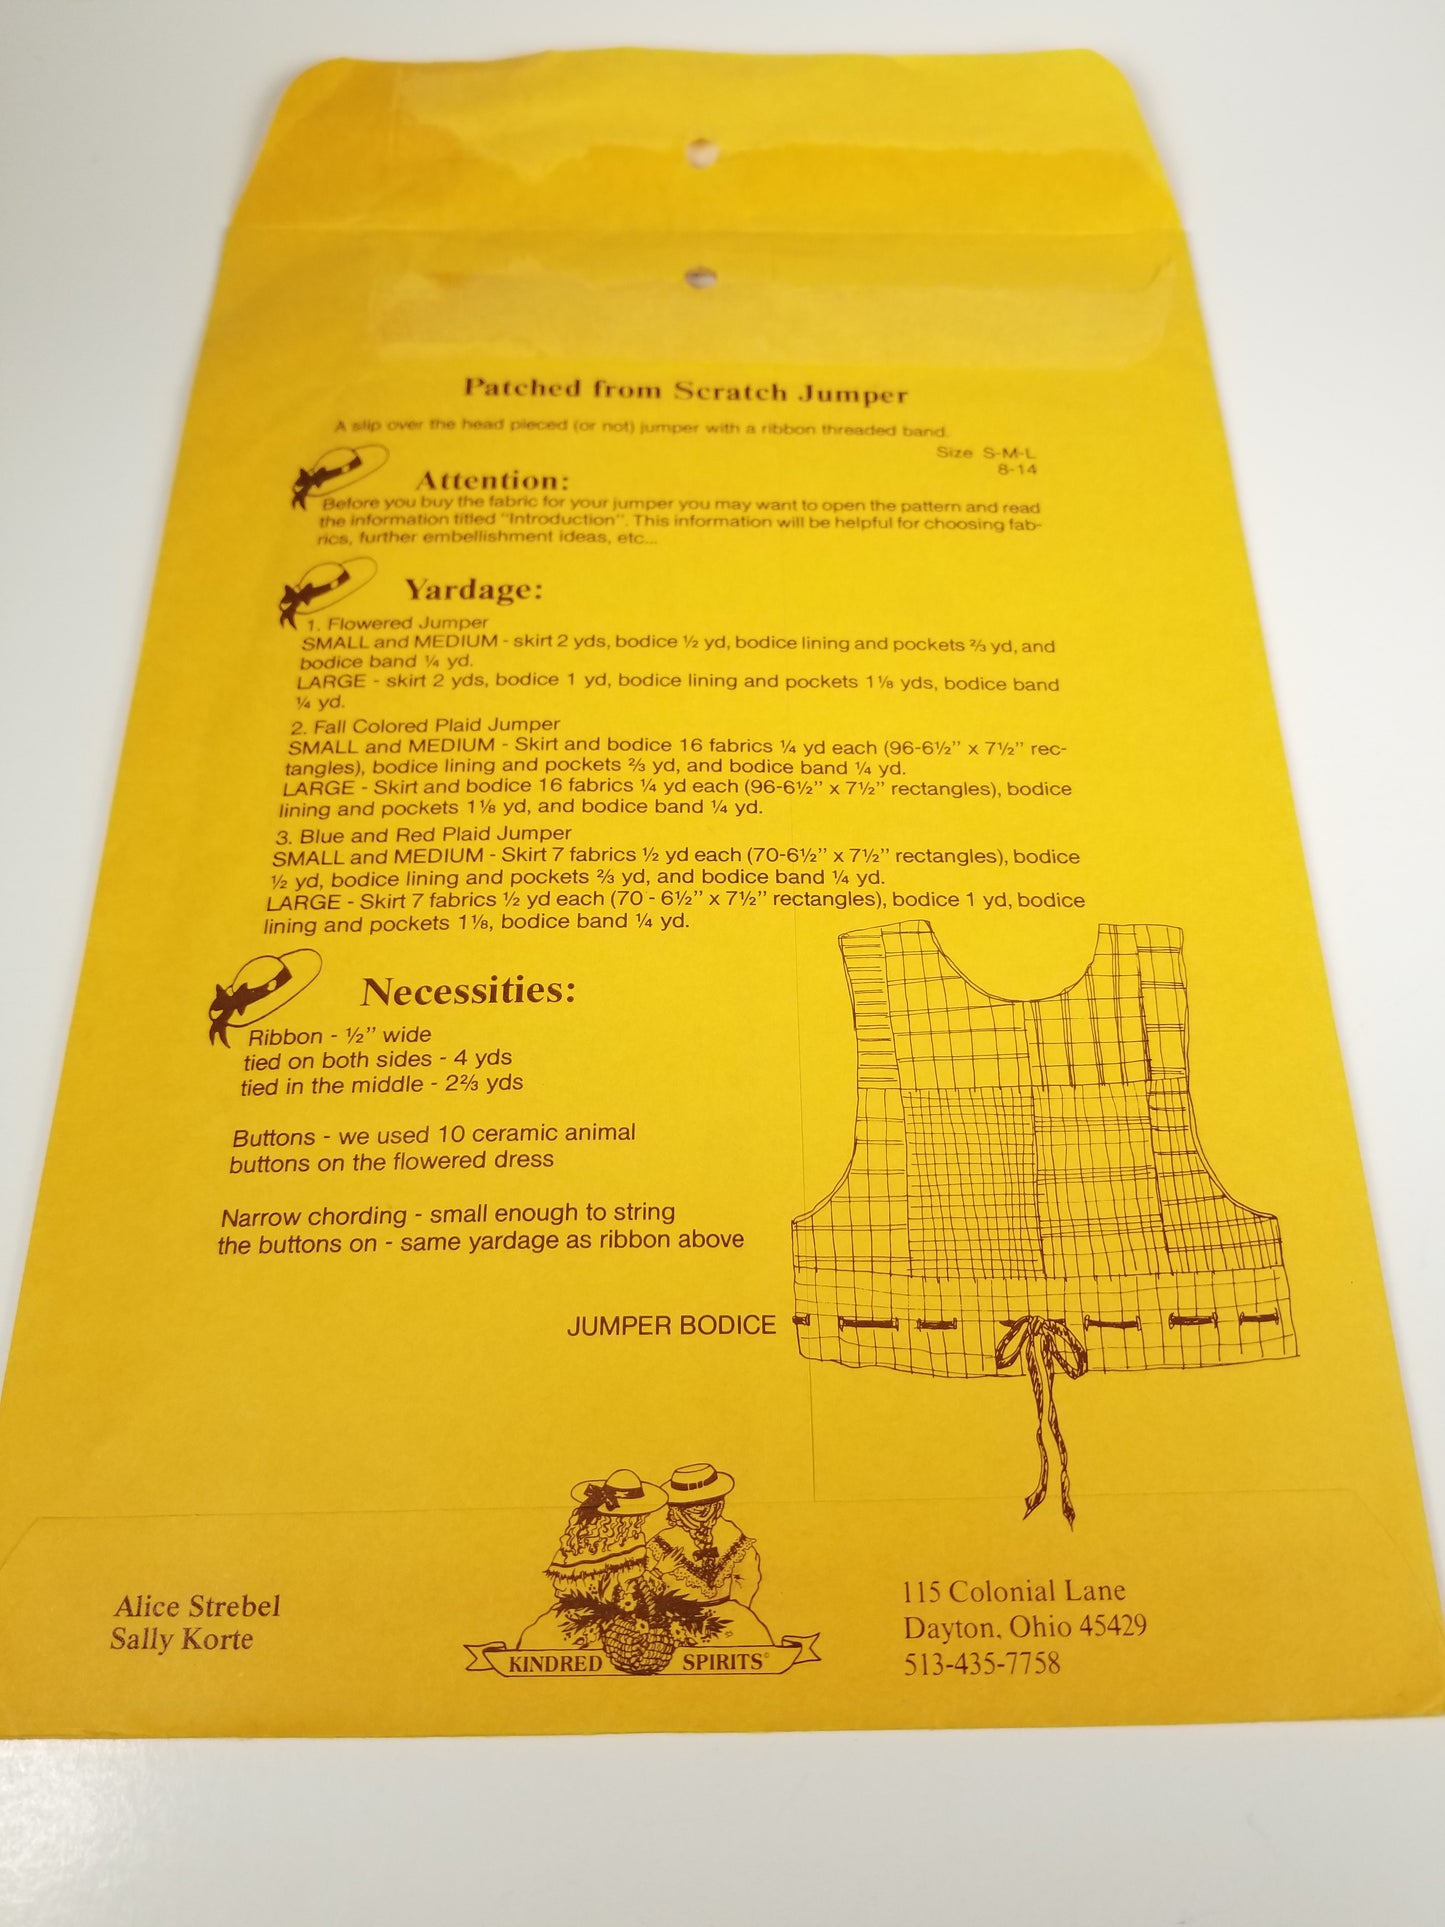 Patched from Scratch Jumper
A slip over the head pieced (or not) jumper with a ribbon threaded band.
Size S-M-L
8-14
Attention:
Before you buy the fabric for your jumper you may want to open the pattern and read
the information titled "Introduction". This information will be helpful for choosing fab-
rics, further embellishment ideas, etc...
Yardage:
1. Flowered Jumper
SMALL and MEDIUM - skirt 2 yds, bodice ½ yd, bodice lining and pockets ⅔ yd, and
bodice band ¼ yd.
LARGE - skirt 2 yds, bodice 1 yd, bodice lining and pockets 1⅛ yds, bodice band
¼ yd.
2. Fall Colored Plaid Jumper
SMALL and MEDIUM - Skirt and bodice 16 fabrics ¼ yd each (96-6½" x 7½" rec-
tangles), bodice lining and pockets ⅔ yd, and bodice band ¼ yd.
LARGE - Skirt and bodice 16 fabrics ¼ yd each (96-6½" x 7½" rectangles), bodice
lining and pockets 1⅛ yd, and bodice band ¼ yd.
3. Blue and Red Plaid Jumper
SMALL and MEDIUM - Skirt 7 fabrics ½ yd each (70-6½" x 7½" rectangles), bodice
½ yd, bodice lining and pockets ⅔ yd, and bodice band ¼ yd.
LARGE - Skirt 7 fabrics ½ yd each (70 - 6½" x 7½" rectangles), bodice 1 yd, bodice
lining and pockets 1⅛, bodice band ¼ yd.
Necessities:
Ribbon - ½" wide
tied on both sides - 4 yds
tied in the middle - 2⅔ yds
Buttons - we used 10 ceramic animal
buttons on the flowered dress
Narrow chording - small enough to string
the buttons on - same yardage as ribbon above
JUMPER BODICE
Alice Strebel
Sally Korte
KINDRED SPIRITS©
115 Colonial Lane
Dayton, Ohio 45429
513-435-7758